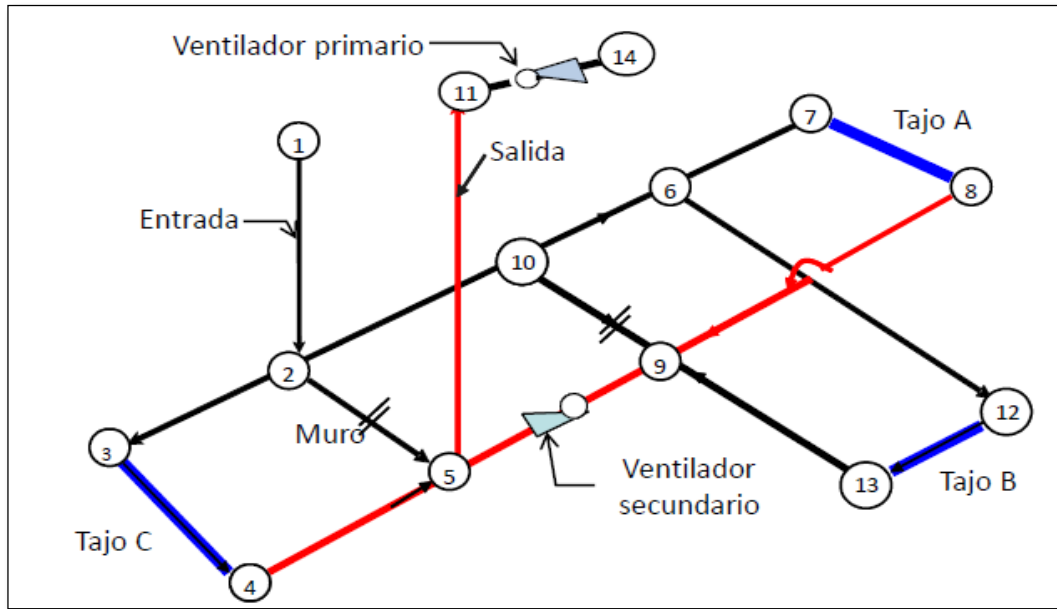 Ventilador primario
14
11
7
Tajo A
1
Salida
6
8
Entrada
10
2
9
12
Muro
3
5
Ventilador
secundario
13
Tajo B
Tajo C
4